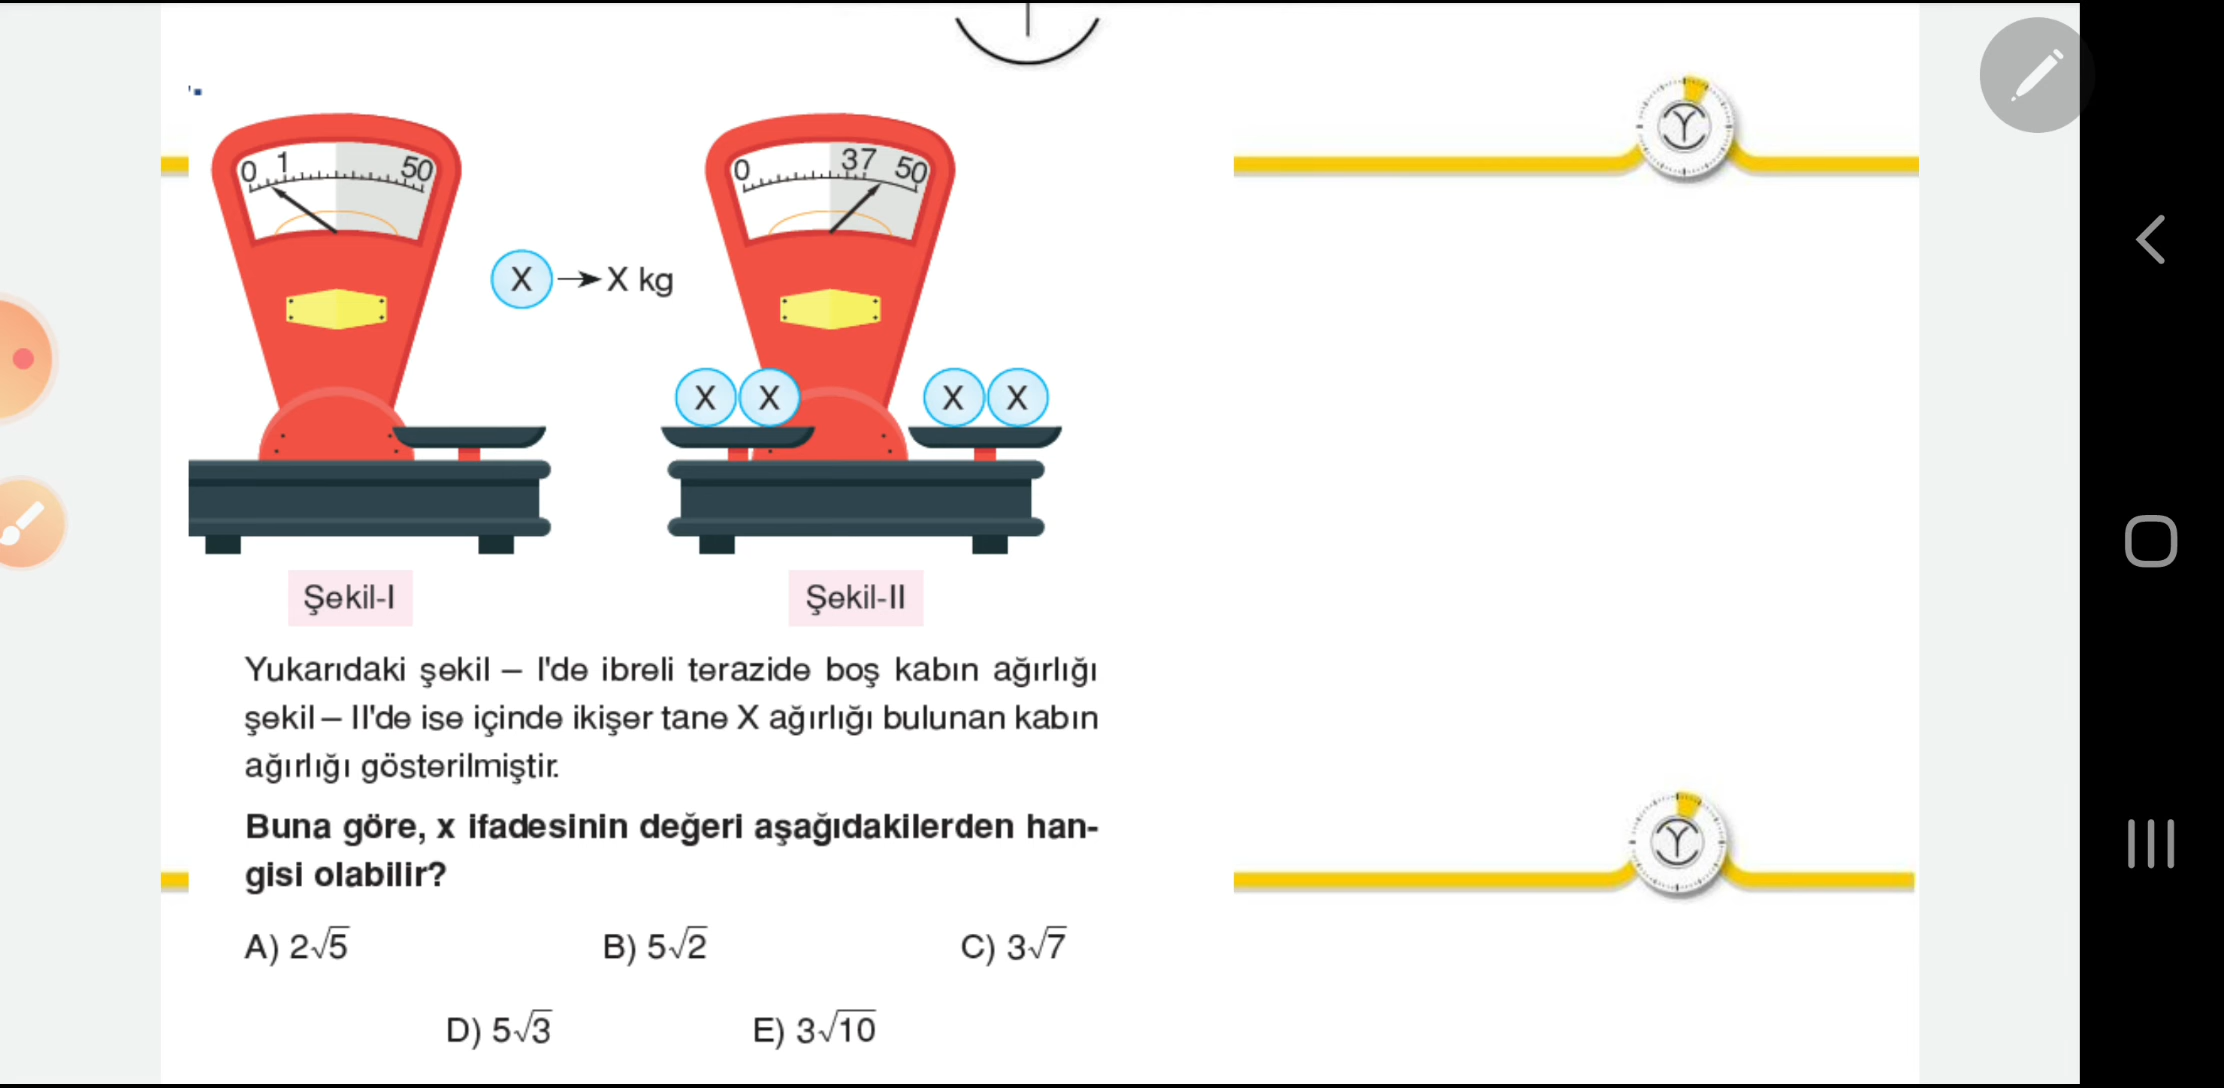 0 1 50
0 37 50
X → X kg
X X X X
Şekil-I
Şekil-II
Yukarıdaki şekil – I'de ibreli terazide boş kabın ağırlığı
şekil – II'de ise içinde ikişer tane X ağırlığı bulunan kabın
ağırlığı gösterilmiştir.
Buna göre, x ifadesinin değeri aşağıdakilerden han-
gisi olabilir?
A) 2√5 B) 5√2 C) 3√7
D) 5√3 E) 3√10